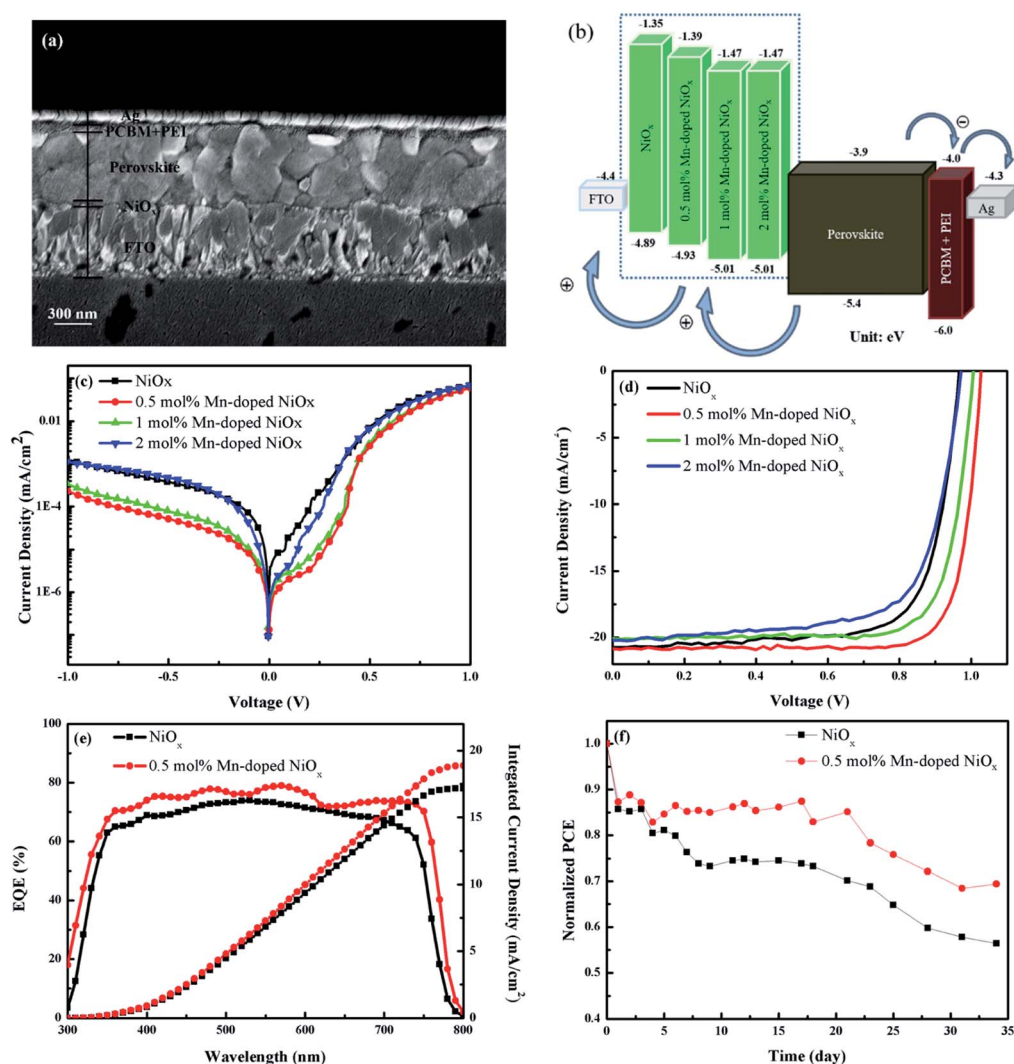 (a)
Ag
PCBM+PEI
Perovskite
NiOx
FTO
300 nm
(b)
-1.35
-1.39
-1.47
-1.47
NiOx
0.5 mol% Mn-doped NiOx
1 mol% Mn-doped NiOx
2 mol% Mn-doped NiOx
-4.4
FTO
-4.89
-4.93
-5.01
-5.01
-3.9
Perovskite
-5.4
-4.0
PCBM + PEI
-6.0
-4.3
Ag
⊕
⊕
⊖
Unit: eV
(c)
NiOx
0.5 mol% Mn-doped NiOx
1 mol% Mn-doped NiOx
2 mol% Mn-doped NiOx
Current Density (mA/cm²)
0.01
1E-4
1E-6
-1.0 -0.5 0.0 0.5 1.0
Voltage (V)
(d)
NiOx
0.5 mol% Mn-doped NiOx
1 mol% Mn-doped NiOx
2 mol% Mn-doped NiOx
Current Density (mA/cm²)
0
-5
-10
-15
-20
0.0 0.2 0.4 0.6 0.8 1.0
Voltage (V)
(e)
NiOx
0.5 mol% Mn-doped NiOx
EQE (%)
100
80
60
40
20
0
Integated Current Density (mA/cm²)
20
15
10
5
0
300 400 500 600 700 800
Wavelength (nm)
(f)
NiOx
0.5 mol% Mn-doped NiOx
Normalized PCE
1.0
0.9
0.8
0.7
0.6
0.5
0.4
0 5 10 15 20 25 30 35
Time (day)